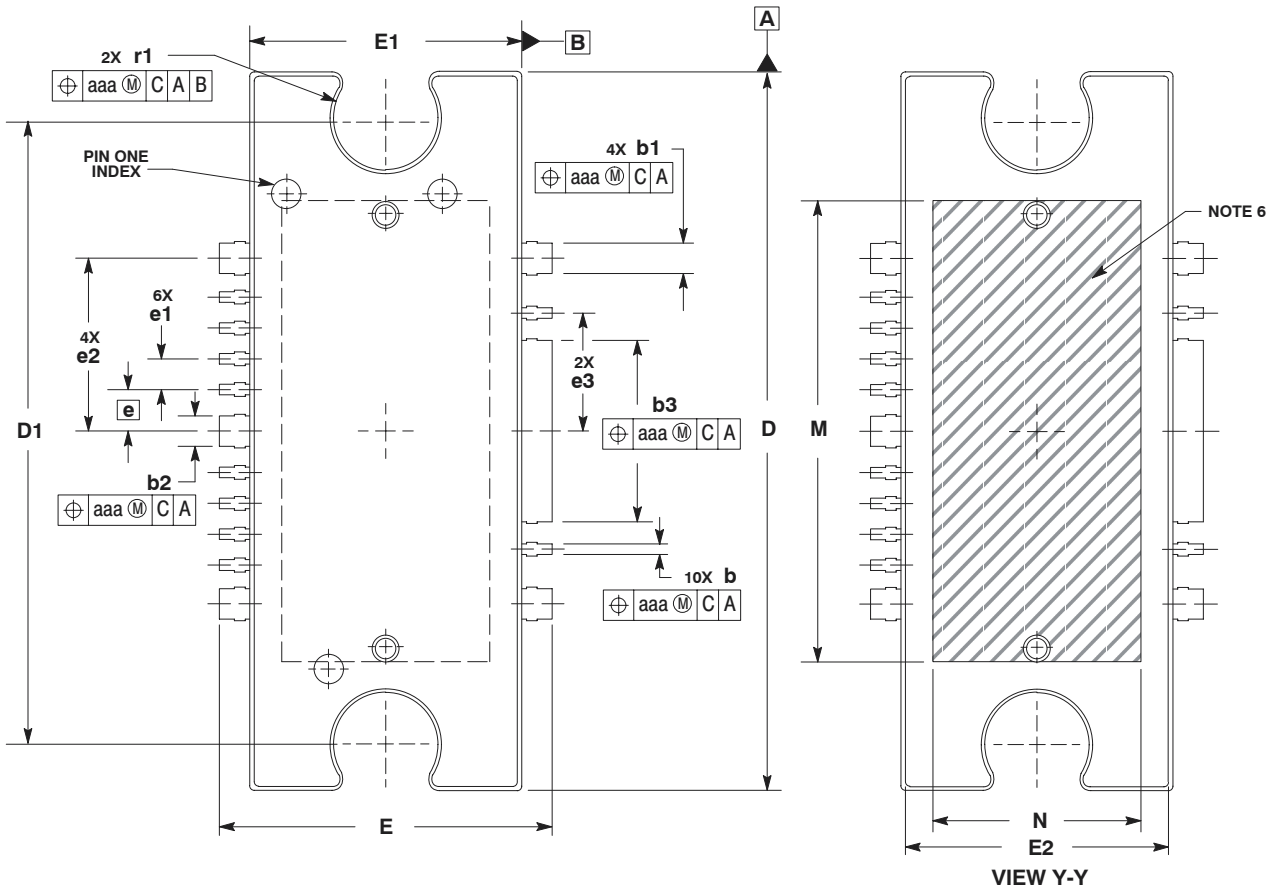 A
E1
B
2X r1
⌖ aaa Ⓜ C A B
PIN ONE
INDEX
4X b1
⌖ aaa Ⓜ C A
NOTE 6
6X
e1
4X
e2
2X
e3
e
b3
⌖ aaa Ⓜ C A
D1
D
M
b2
⌖ aaa Ⓜ C A
10X b
⌖ aaa Ⓜ C A
E
N
E2
VIEW Y-Y